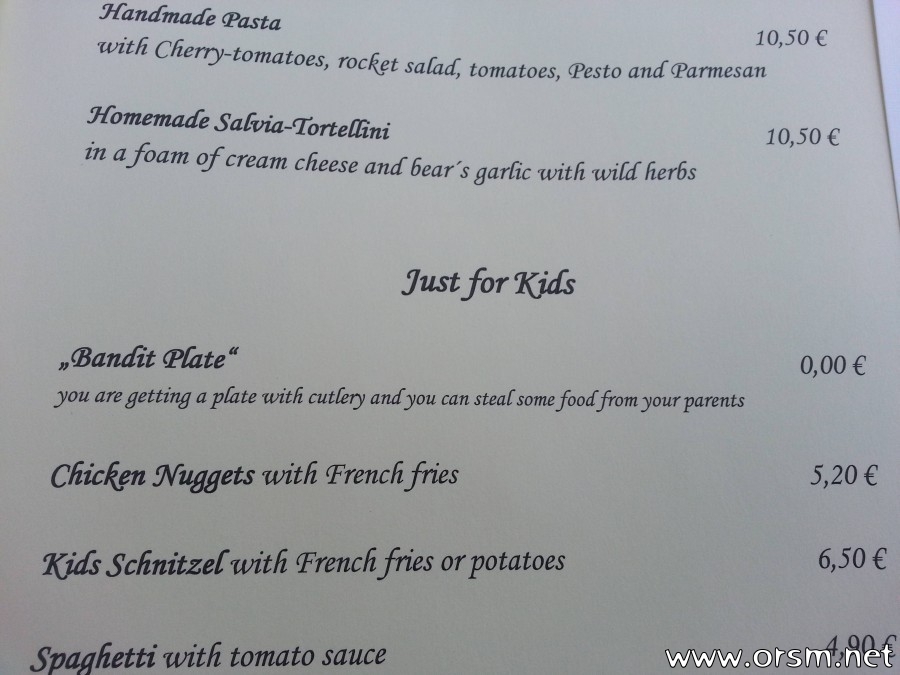 Handmade Pasta 10,50 €
with Cherry-tomatoes, rocket salad, tomatoes, Pesto and Parmesan
Homemade Salvia-Tortellini 10,50 €
in a foam of cream cheese and bear´s garlic with wild herbs
Just for Kids
„Bandit Plate“ 0,00 €
you are getting a plate with cutlery and you can steal some food from your parents
Chicken Nuggets with French fries 5,20 €
Kids Schnitzel with French fries or potatoes 6,50 €
Spaghetti with tomato sauce 4,90 €
www.orsm.net